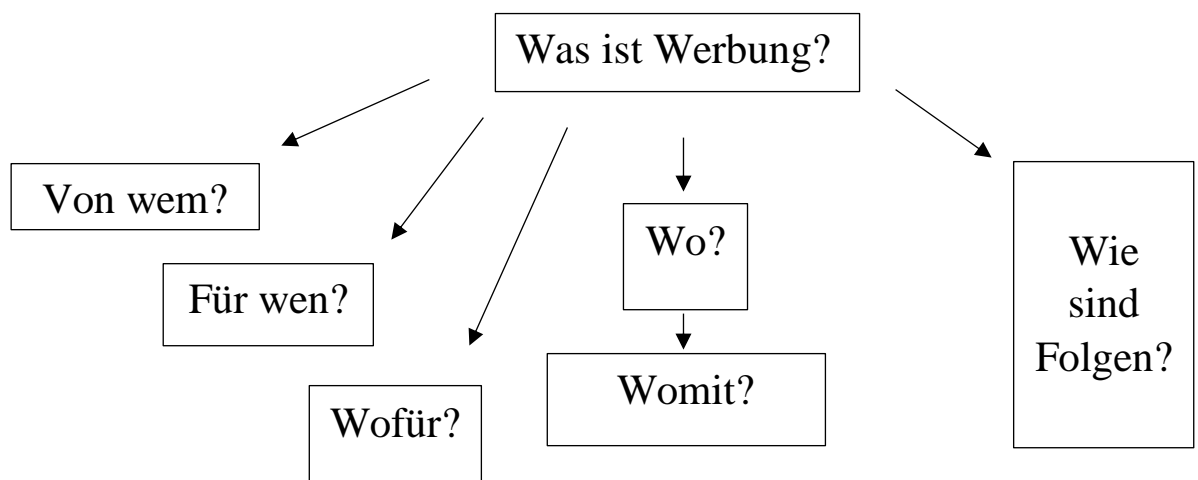 Was ist Werbung?
Von wem?
Für wen?
Wofür?
Wo?
Womit?
Wie
sind
Folgen?